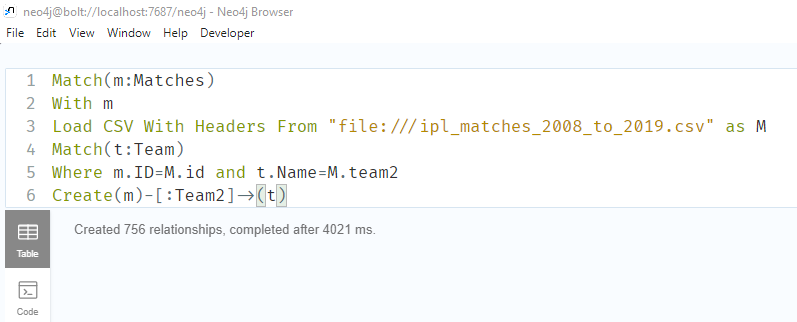 neo4j@bolt://localhost:7687/neo4j - Neo4j Browser
File Edit View Window Help Developer
1 Match(m:Matches)
2 With m
3 Load CSV With Headers From "file:///ipl_matches_2008_to_2019.csv" as M
4 Match(t:Team)
5 Where m.ID=M.id and t.Name=M.team2
6 Create(m)-[:Team2]->(t)
Created 756 relationships, completed after 4021 ms.
Table
Code